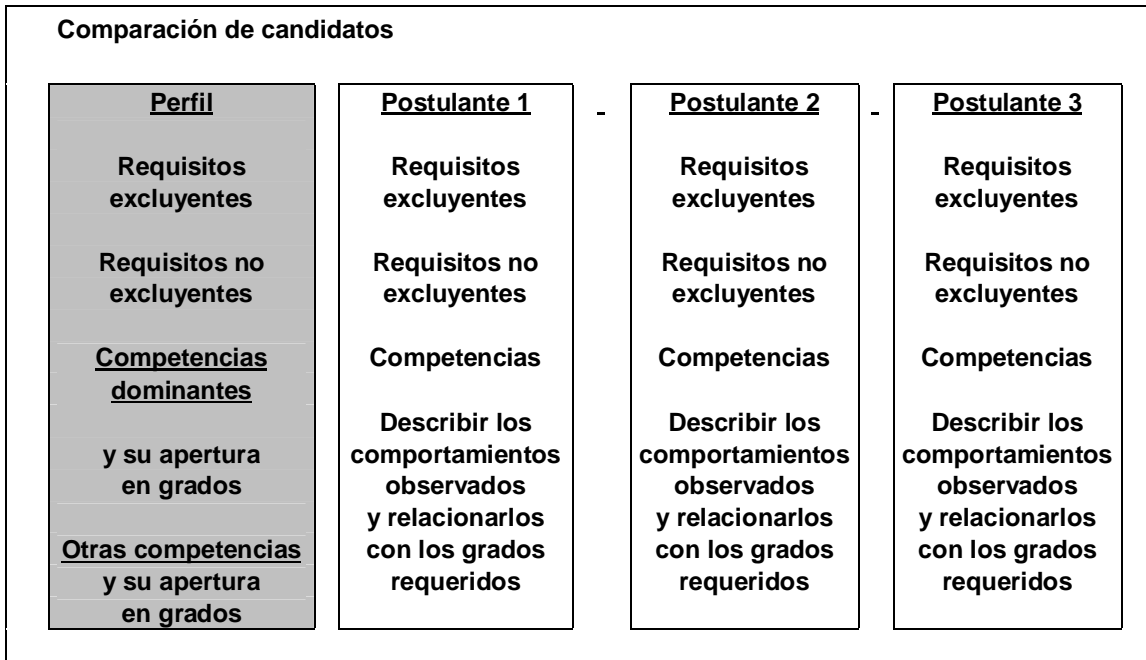 Comparación de candidatos
Perfil
Requisitos
excluyentes
Requisitos no
excluyentes
Competencias
dominantes
y su apertura
en grados
Otras competencias
y su apertura
en grados
Postulante 1
Requisitos
excluyentes
Requisitos no
excluyentes
Competencias
Describir los
comportamientos
observados
y relacionarlos
con los grados
requeridos
Postulante 2
Requisitos
excluyentes
Requisitos no
excluyentes
Competencias
Describir los
comportamientos
observados
y relacionarlos
con los grados
requeridos
Postulante 3
Requisitos
excluyentes
Requisitos no
excluyentes
Competencias
Describir los
comportamientos
observados
y relacionarlos
con los grados
requeridos